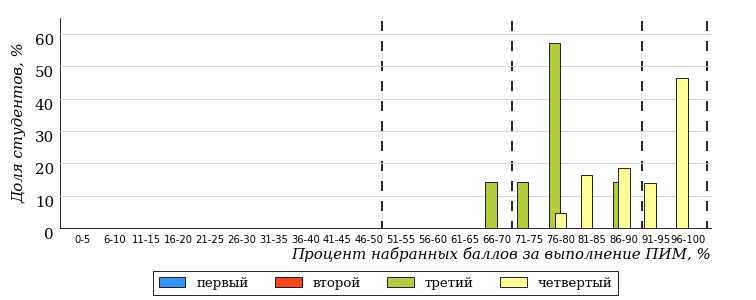 Доля студентов, %
60
50
40
30
20
10
0
0-5 6-10 11-15 16-20 21-25 26-30 31-35 36-40 41-45 46-50 51-55 56-60 61-65 66-70 71-75 76-80 81-85 86-90 91-95 96-100
Процент набранных баллов за выполнение ПИМ, %
первый второй третий четвертый